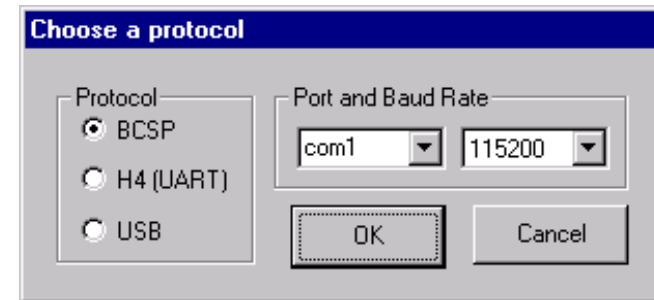 Choose a protocol
Protocol
BCSP
H4 (UART)
USB
Port and Baud Rate
com1 115200
OK Cancel